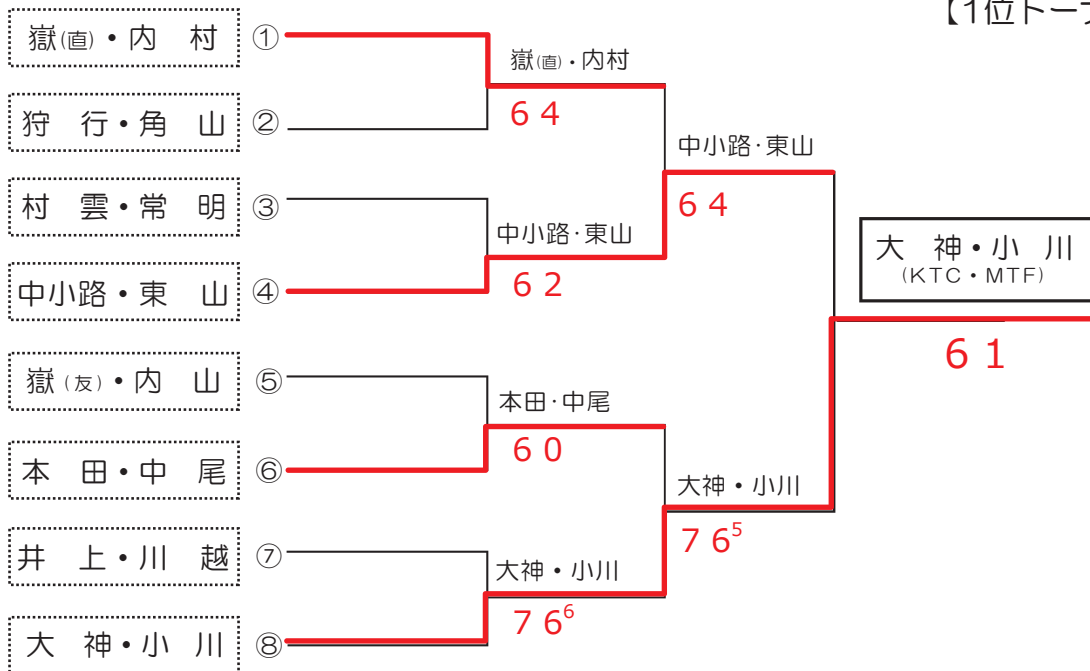 【1位トー
嶽(直)・内 村 ①
嶽(直)・内村
6 4
狩 行・角 山 ②
中小路・東山
6 4
村 雲・常 明 ③
中小路・東山
6 2
中小路・東 山 ④
大 神・小 川
(KTC・MTF)
6 1
嶽(友)・内 山 ⑤
本田・中尾
6 0
本 田・中 尾 ⑥
大神・小川
7 6⁵
井 上・川 越 ⑦
大神・小川
7 6⁶
大 神・小 川 ⑧